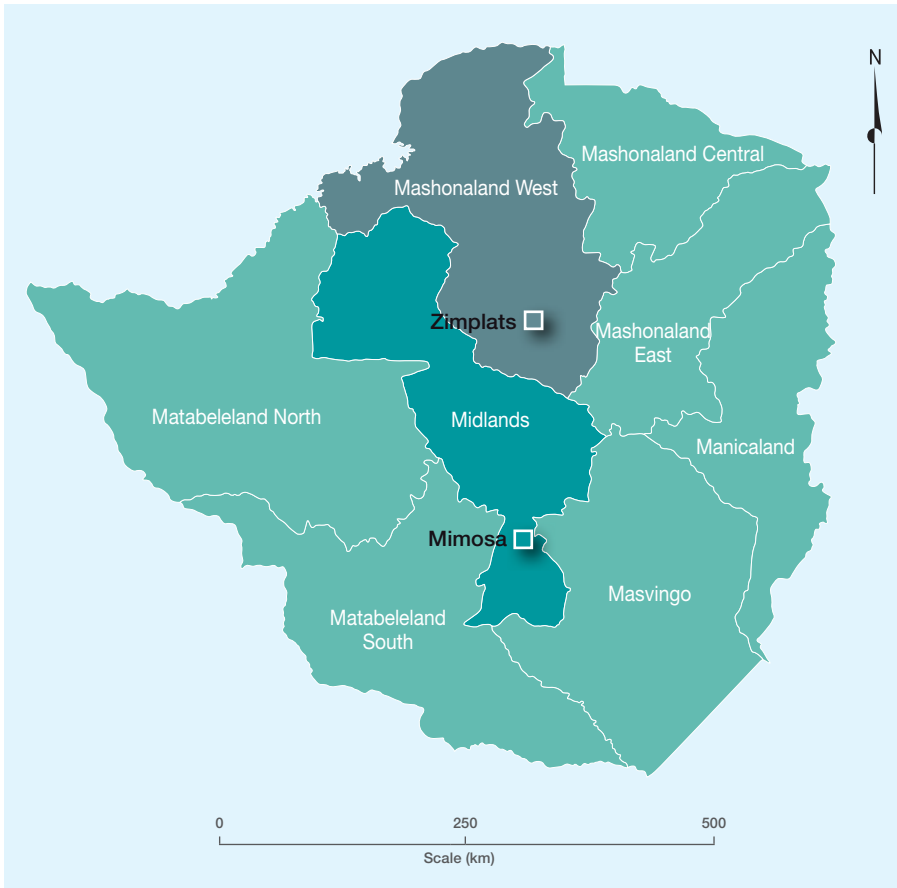 N
Mashonaland Central
Mashonaland West
Zimplats
Mashonaland
East
Matabeleland North
Midlands
Manicaland
Mimosa
Masvingo
Matabeleland
South
0
250
500
Scale (km)